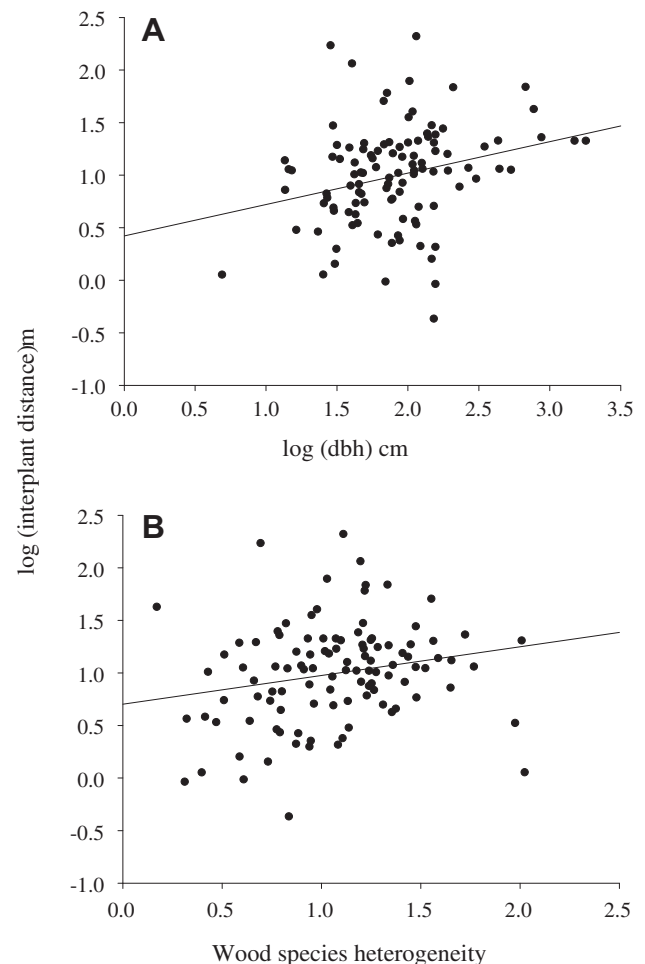 A
2.5
2.0
1.5
1.0
0.5
0.0
-0.5
-1.0
0.0 0.5 1.0 1.5 2.0 2.5 3.0 3.5
log (dbh) cm
log (interplant distance)m
B
2.5
2.0
1.5
1.0
0.5
0.0
-0.5
-1.0
0.0 0.5 1.0 1.5 2.0 2.5
Wood species heterogeneity